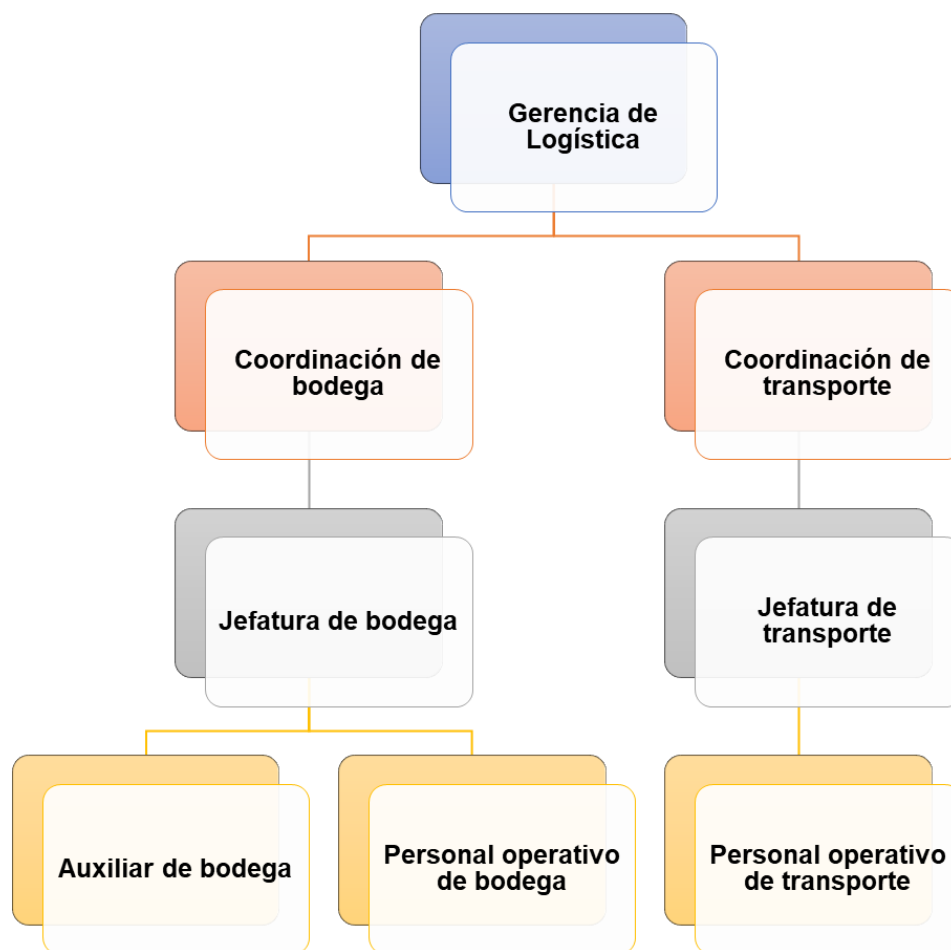 Gerencia de
Logística
Coordinación de
bodega
Coordinación de
transporte
Jefatura de bodega
Jefatura de
transporte
Auxiliar de bodega
Personal operativo
de bodega
Personal operativo
de transporte